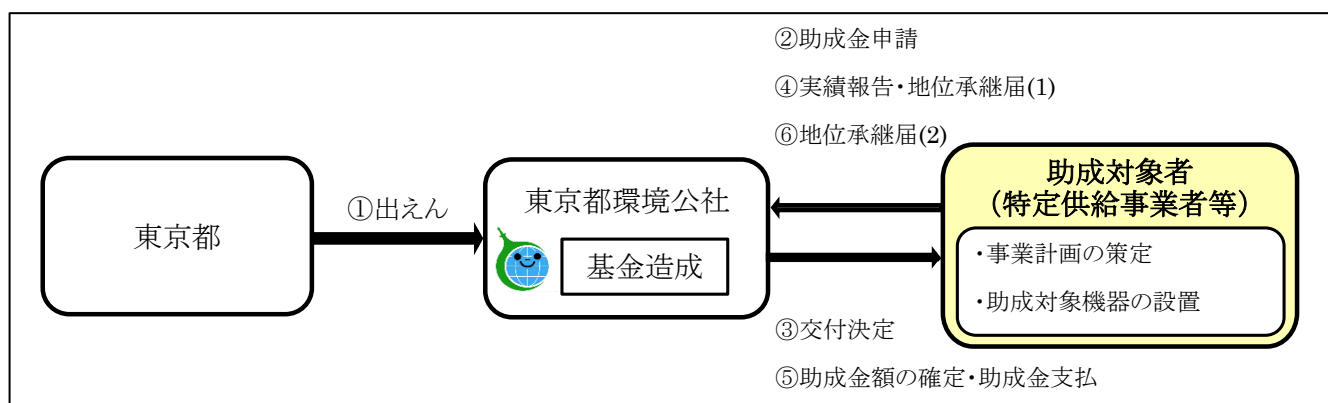 ②助成金申請
④実績報告・地位承継届(1)
⑥地位承継届(2)
東京都
①出えん
東京都環境公社
基金造成
助成対象者
（特定供給事業者等）
・事業計画の策定
・助成対象機器の設置
③交付決定
⑤助成金額の確定・助成金支払